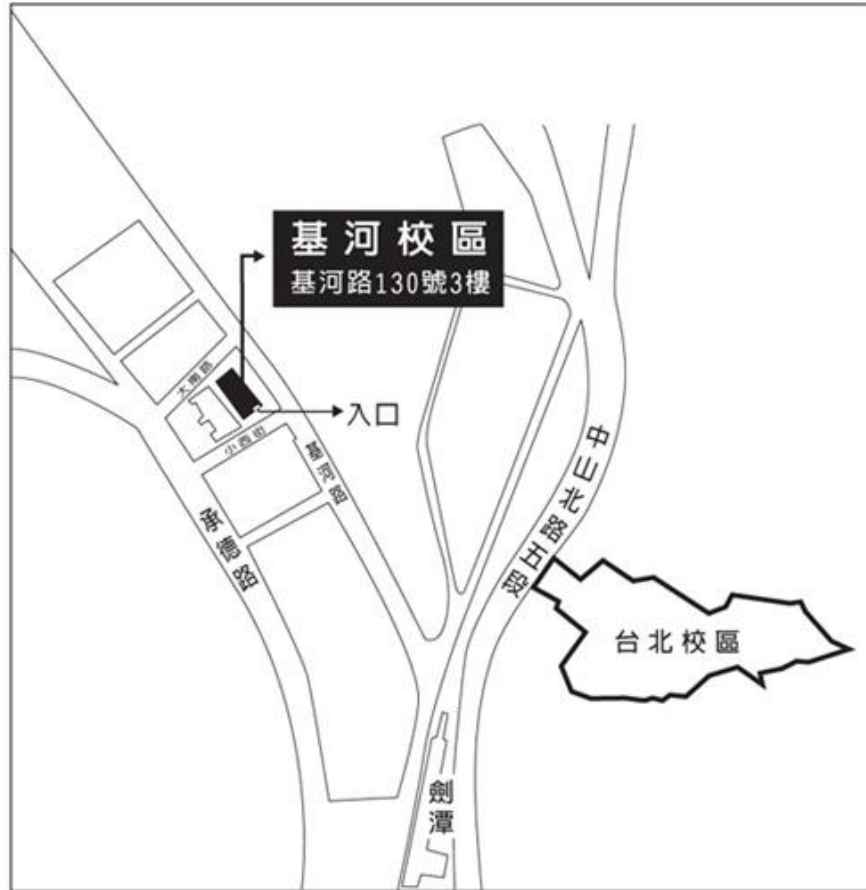 基河校區
基河路130號3樓
大南路
入口
小西街
基河路
中山北路五段
承德路
台北校區
劍潭